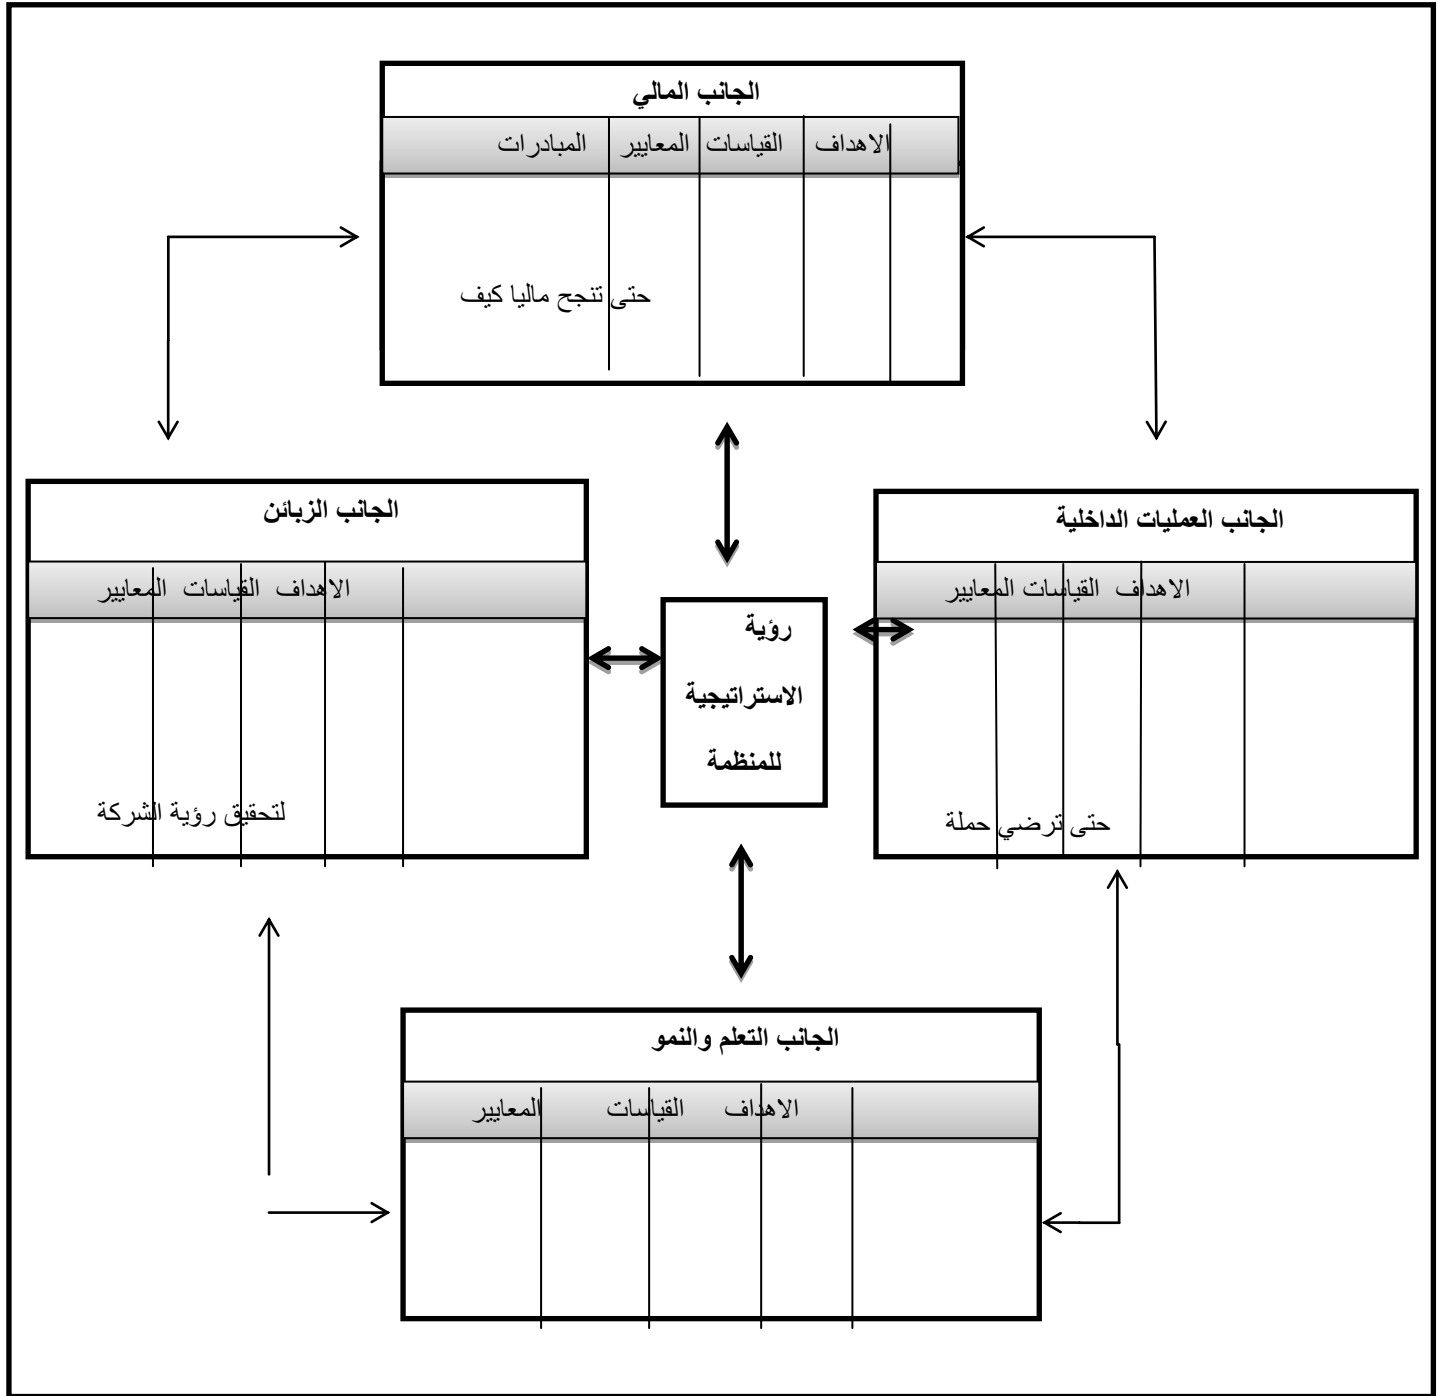 الجانب المالي
الاهداف القياسات المعايير المبادرات
حتى تنجح ماليا كيف
الجانب العمليات الداخلية
الاهداف القياسات المعايير
حتى ترضي حملة
رؤية
الاستراتيجية
للمنظمة
الجانب الزبائن
الاهداف القياسات المعايير
لتحقيق رؤية الشركة
الجانب التعلم والنمو
الاهداف القياسات المعايير